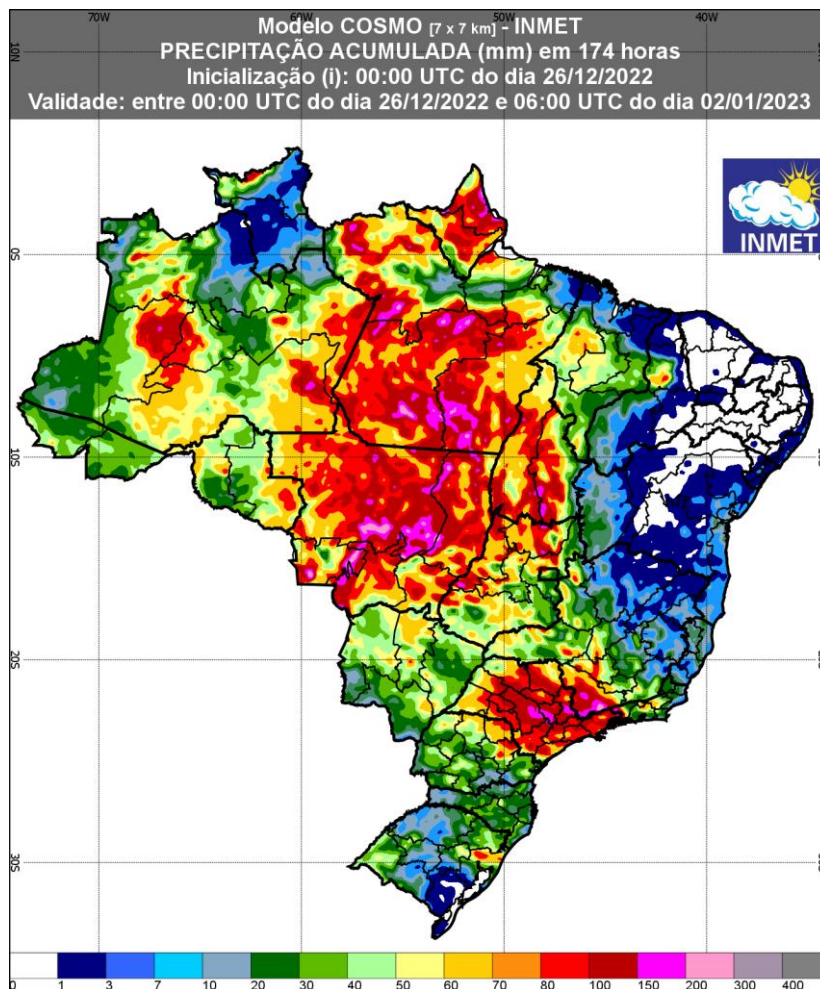 Modelo COSMO [7 x 7 km] - INMET
PRECIPITAÇÃO ACUMULADA (mm) em 174 horas
Inicialização (i): 00:00 UTC do dia 26/12/2022
Validade: entre 00:00 UTC do dia 26/12/2022 e 06:00 UTC do dia 02/01/2023
70W 60W 50W 40W
10N
INMET
0S
10S
20S
30S
0 1 3 7 10 20 30 40 50 60 70 80 100 150 200 300 400